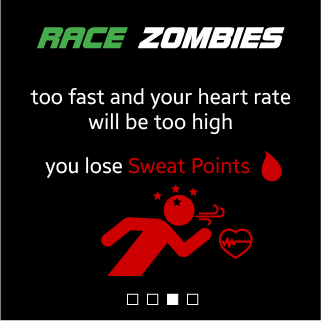 RACE ZOMBIES
too fast and your heart rate
will be too high
you lose Sweat Points